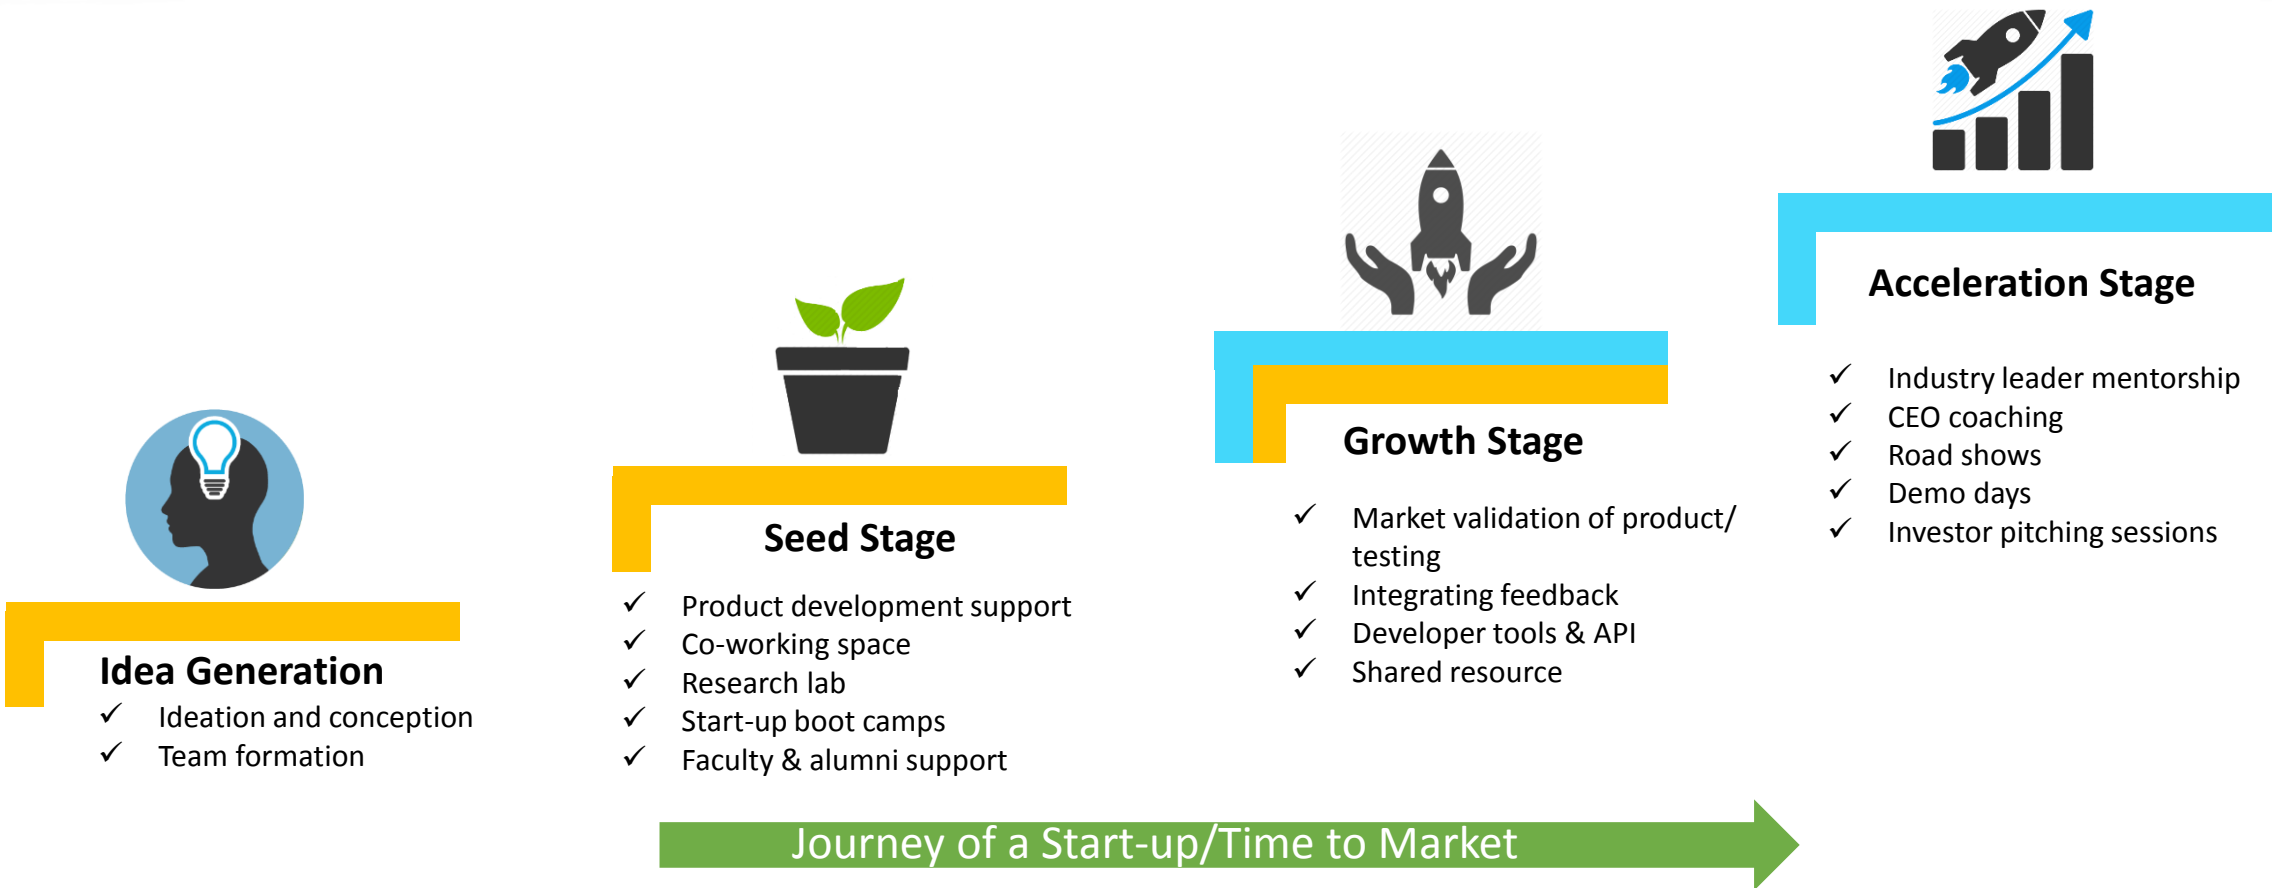 Idea Generation
Ideation and conception
Team formation
Seed Stage
Product development support
Co-working space
Research lab
Start-up boot camps
Faculty & alumni support
Growth Stage
Market validation of product/
testing
Integrating feedback
Developer tools & API
Shared resource
Acceleration Stage
Industry leader mentorship
CEO coaching
Road shows
Demo days
Investor pitching sessions
Journey of a Start-up/Time to Market